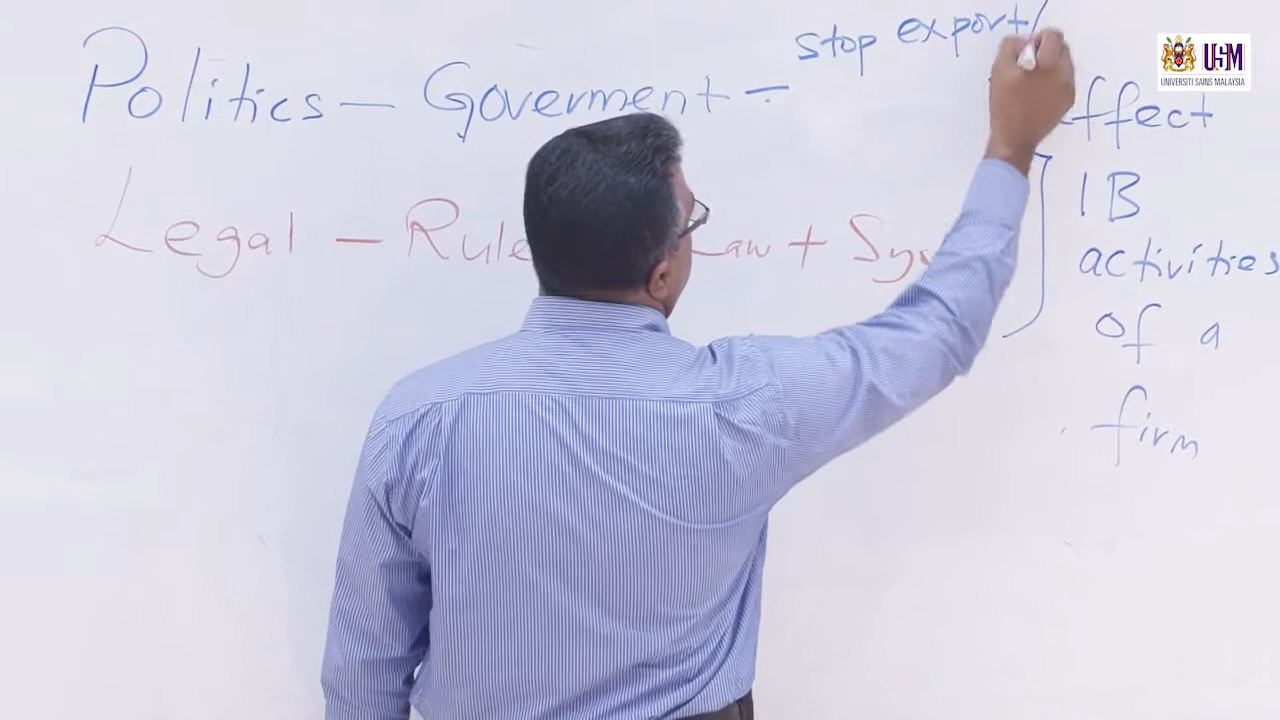 stop export/
Politics — Goverment —
effect
Legal — Rule Law + Sys
IB
activities
of a
firm
USM
UNIVERSITI SAINS MALAYSIA